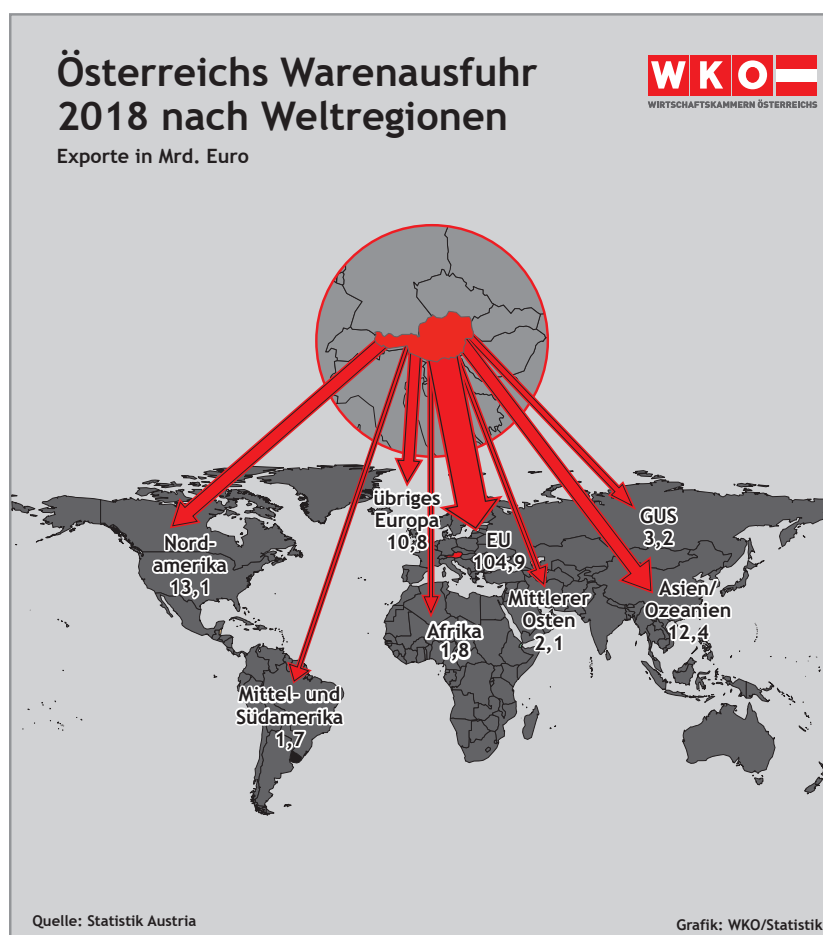 Österreichs Warenausfuhr
2018 nach Weltregionen
Exporte in Mrd. Euro
WKO
WIRTSCHAFTSKAMMERN ÖSTERREICHS
übriges
Europa
10,8
EU
104,9
GUS
3,2
Nord-
amerika
13,1
Mittlerer
Osten
2,1
Asien/
Ozeanien
12,4
Afrika
1,8
Mittel- und
Südamerika
1,7
Quelle: Statistik Austria
Grafik: WKO/Statistik